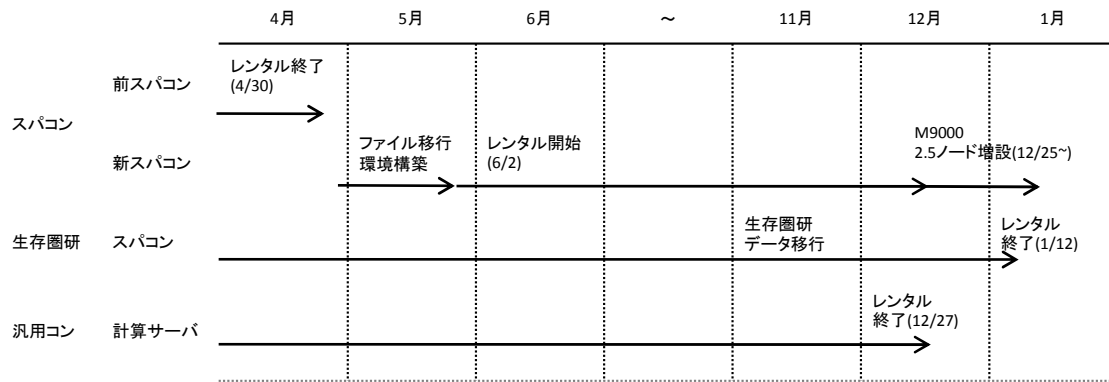 4月 5月 6月 ～ 11月 12月 1月
スパコン
前スパコン
レンタル終了
(4/30)
新スパコン
ファイル移行
環境構築
レンタル開始
(6/2)
M9000
2.5ノード増設(12/25~)
生存圏研
スパコン
生存圏研
データ移行
レンタル
終了(1/12)
汎用コン
計算サーバ
レンタル
終了(12/27)